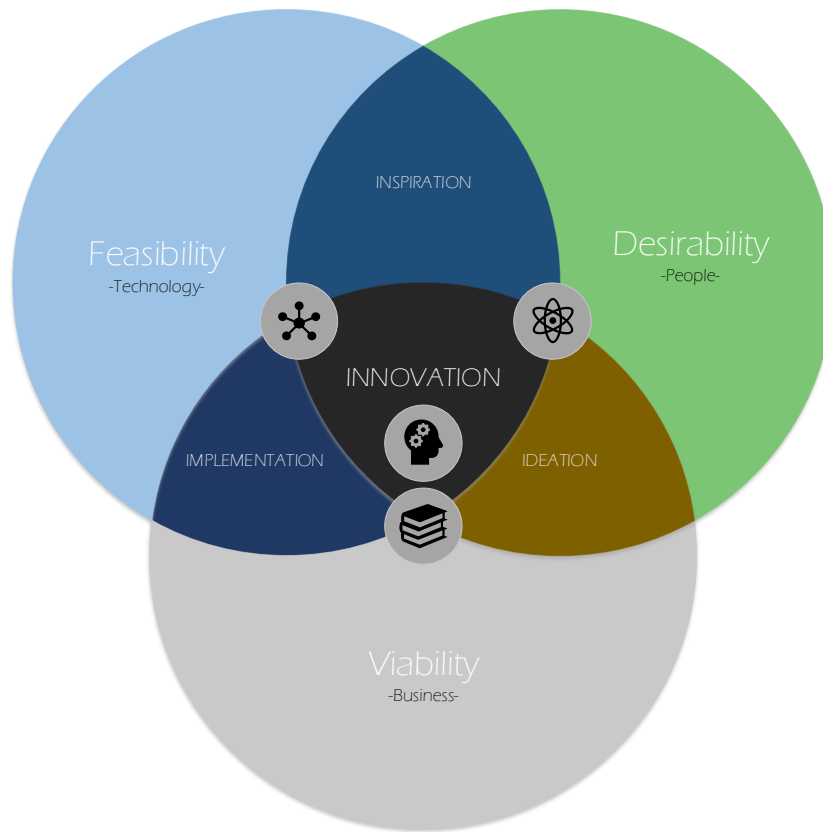 INSPIRATION
Feasibility
-Technology-
Desirability
-People-
INNOVATION
IMPLEMENTATION
IDEATION
Viability
-Business-